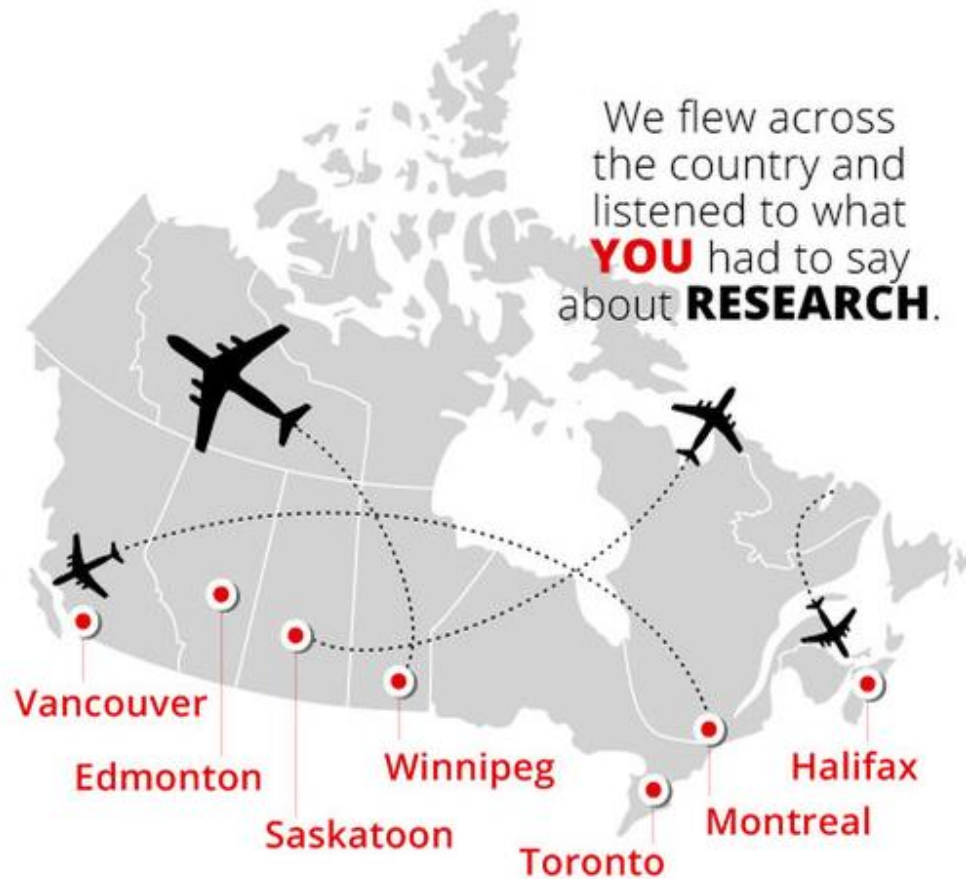 We flew across
the country and
listened to what
YOU had to say
about RESEARCH.
Vancouver
Edmonton
Saskatoon
Winnipeg
Toronto
Montreal
Halifax